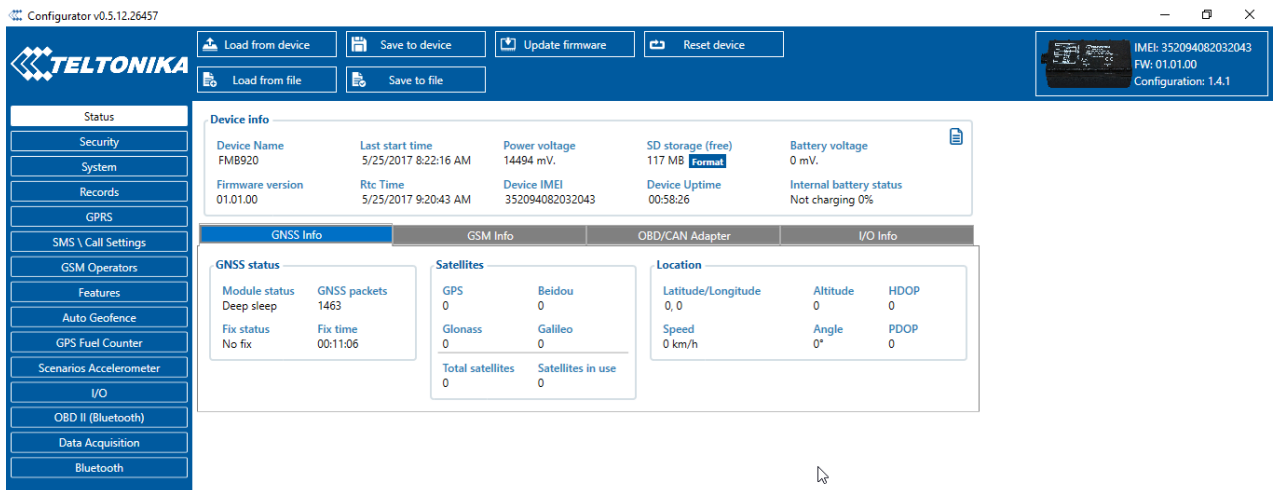 Configurator v0.5.12.26457
TELTONIKA
Load from device
Save to device
Update firmware
Reset device
Load from file
Save to file
IMEI: 352094082032043
FW: 01.01.00
Configuration: 1.4.1
Status
Security
System
Records
GPRS
SMS \ Call Settings
GSM Operators
Features
Auto Geofence
GPS Fuel Counter
Scenarios Accelerometer
I/O
OBD II (Bluetooth)
Data Acquisition
Bluetooth
Device info
Device Name Last start time Power voltage SD storage (free) Battery voltage
FMB920 5/25/2017 8:22:16 AM 14494 mV. 117 MB Format 0 mV.
Firmware version Rtc Time Device IMEI Device Uptime Internal battery status
01.01.00 5/25/2017 9:20:43 AM 352094082032043 00:58:26 Not charging 0%
GNSS Info GSM Info OBD/CAN Adapter I/O Info
GNSS status
Module status GNSS packets
Deep sleep 1463
Fix status Fix time
No fix 00:11:06
Satellites
GPS Beidou
0 0
Glonass Galileo
0 0
Total satellites Satellites in use
0 0
Location
Latitude/Longitude Altitude HDOP
0, 0 0 0
Speed Angle PDOP
0 km/h 0° 0